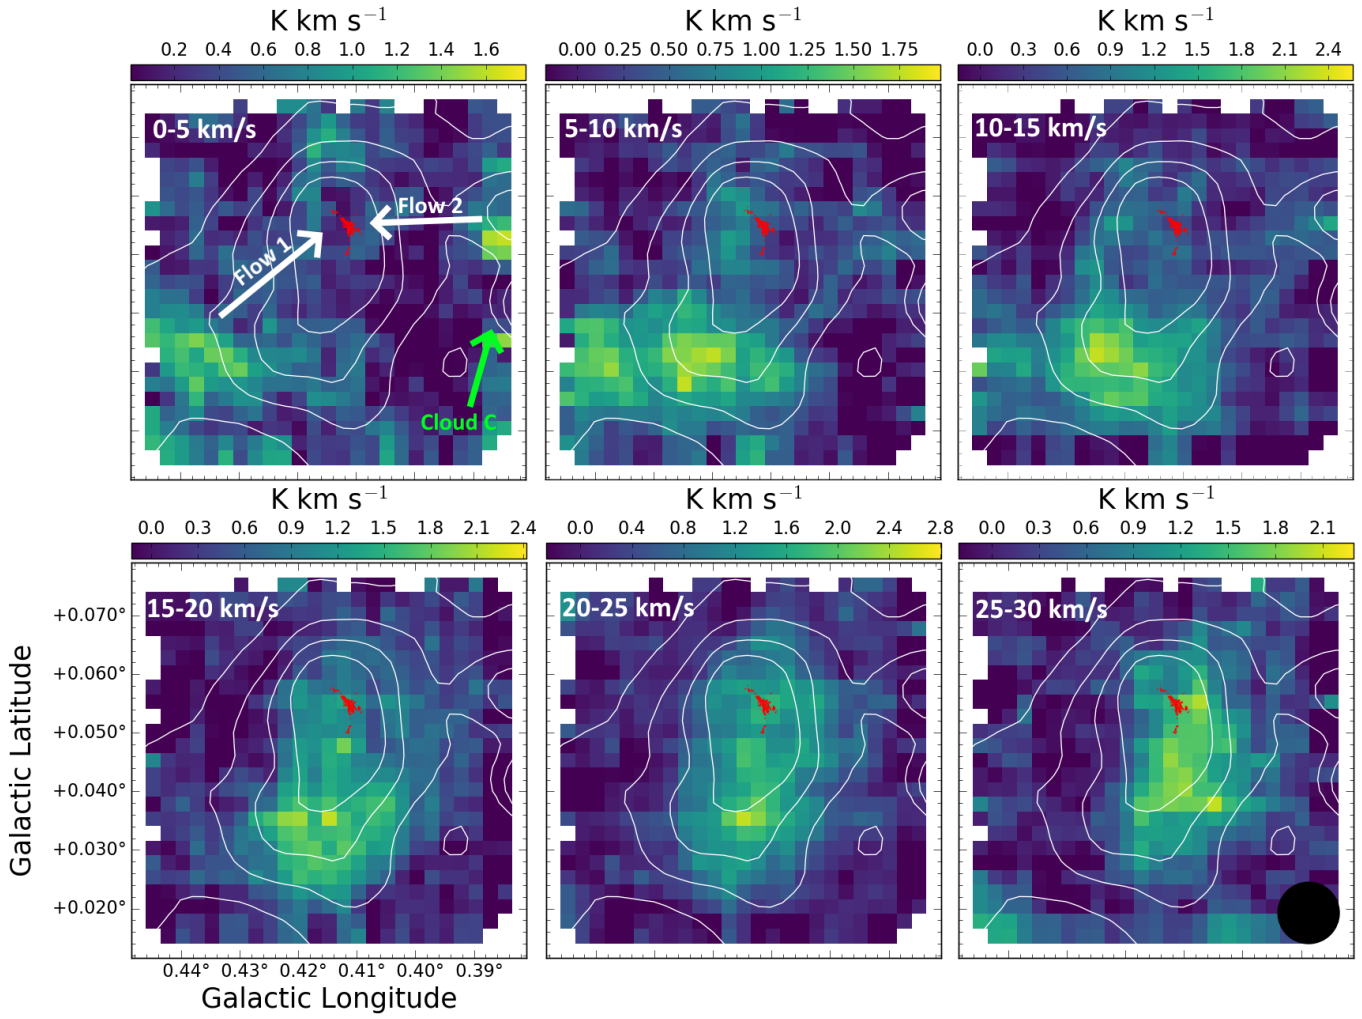 K km s⁻¹ K km s⁻¹ K km s⁻¹
0.2 0.4 0.6 0.8 1.0 1.2 1.4 1.6 0.00 0.25 0.50 0.75 1.00 1.25 1.50 1.75 0.0 0.3 0.6 0.9 1.2 1.5 1.8 2.1 2.4
0-5 km/s 5-10 km/s 10-15 km/s
Flow 2
Flow 1
Cloud C
K km s⁻¹ K km s⁻¹ K km s⁻¹
0.0 0.3 0.6 0.9 1.2 1.5 1.8 2.1 2.4 0.0 0.4 0.8 1.2 1.6 2.0 2.4 2.8 0.0 0.3 0.6 0.9 1.2 1.5 1.8 2.1
15-20 km/s 20-25 km/s 25-30 km/s
+0.070°
+0.060°
+0.050°
+0.040°
+0.030°
+0.020°
Galactic Latitude
0.44° 0.43° 0.42° 0.41° 0.40° 0.39°
Galactic Longitude